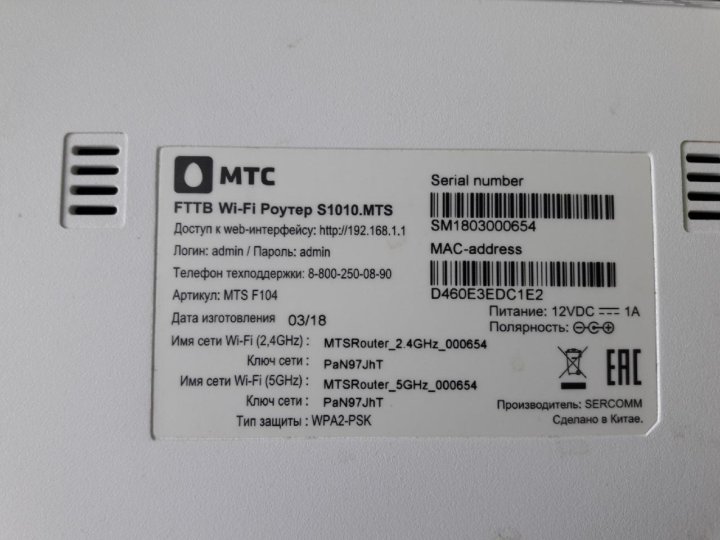 МТС
FTTB Wi-Fi Роутер S1010.MTS
Доступ к web-интерфейсу: http://192.168.1.1
Логин: admin / Пароль: admin
Телефон техподдержки: 8-800-250-08-90
Артикул: MTS F104
Дата изготовления 03/18
Имя сети Wi-Fi (2,4GHz) : MTSRouter_2.4GHz_000654
Ключ сети : PaN97JhT
Имя сети Wi-Fi (5GHz) : MTSRouter_5GHz_000654
Ключ сети : PaN97JhT
Тип защиты : WPA2-PSK
Serial number
SM1803000654
MAC-address
D460E3EDC1E2
Питание: 12VDC 1A
Полярность:
EAC
Производитель: SERCOMM
Сделано в Китае.